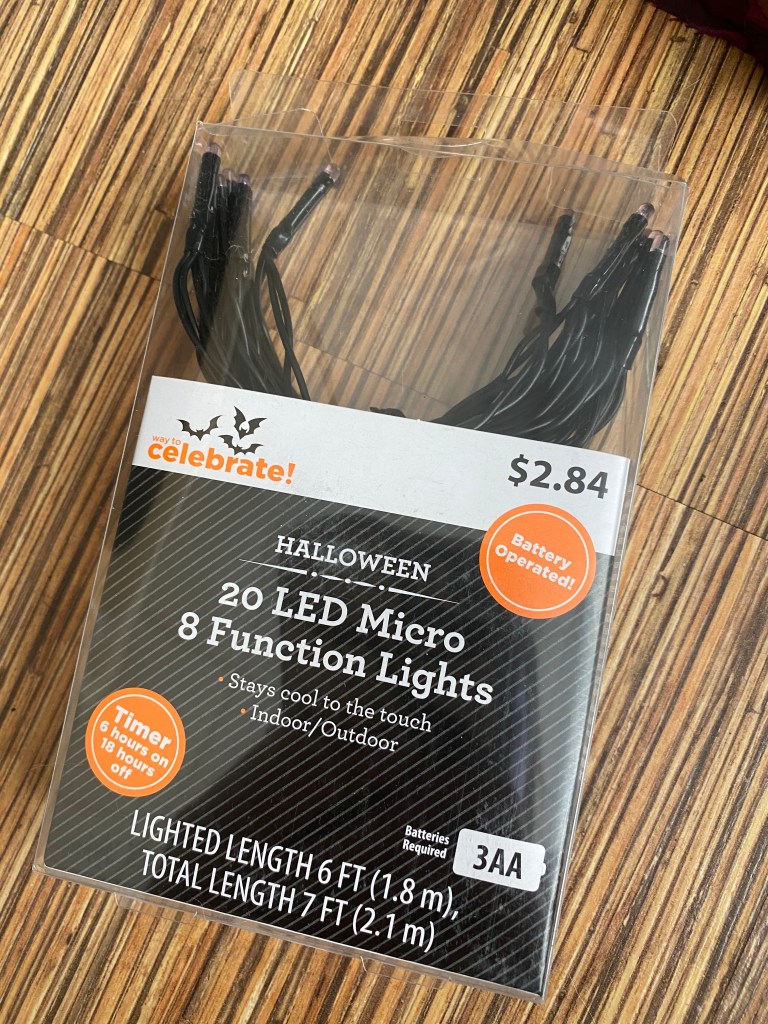 way to
celebrate!
$2.84
Battery
Operated!
HALLOWEEN
20 LED Micro
8 Function Lights
• Stays cool to the touch
• Indoor/Outdoor
Timer
6 hours on
18 hours
off
Batteries
Required
3AA
LIGHTED LENGTH 6 FT (1.8 m),
TOTAL LENGTH 7 FT (2.1 m)